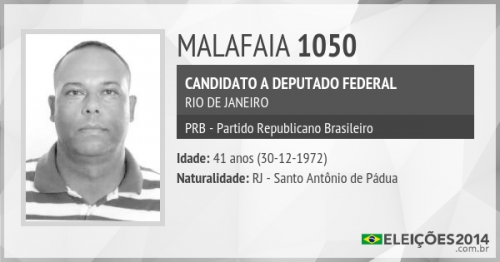 MALAFAIA 1050
CANDIDATO A DEPUTADO FEDERAL
RIO DE JANEIRO
PRB - Partido Republicano Brasileiro
Idade: 41 anos (30-12-1972)
Naturalidade: RJ - Santo Antônio de Pádua
ELEIÇÕES2014
.com.br